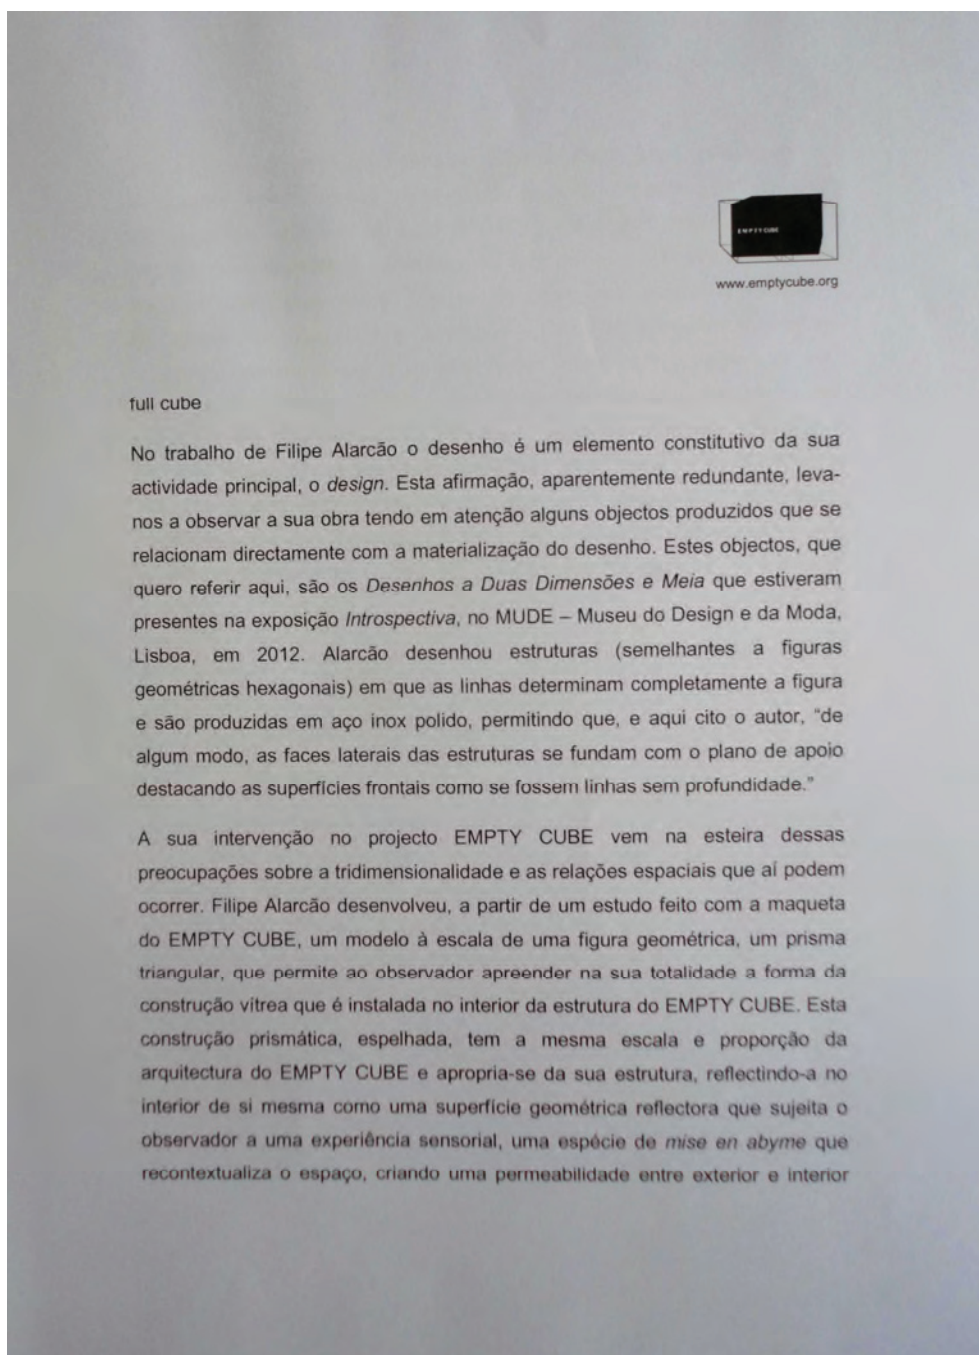 EMPTY CUBE
www.emptycube.org
full cube
No trabalho de Filipe Alarcão o desenho é um elemento constitutivo da sua
actividade principal, o design. Esta afirmação, aparentemente redundante, leva-
nos a observar a sua obra tendo em atenção alguns objectos produzidos que se
relacionam directamente com a materialização do desenho. Estes objectos, que
quero referir aqui, são os Desenhos a Duas Dimensões e Meia que estiveram
presentes na exposição Introspectiva, no MUDE – Museu do Design e da Moda,
Lisboa, em 2012. Alarcão desenhou estruturas (semelhantes a figuras
geométricas hexagonais) em que as linhas determinam completamente a figura
e são produzidas em aço inox polido, permitindo que, e aqui cito o autor, “de
algum modo, as faces laterais das estruturas se fundam com o plano de apoio
destacando as superfícies frontais como se fossem linhas sem profundidade.”
A sua intervenção no projecto EMPTY CUBE vem na esteira dessas
preocupações sobre a tridimensionalidade e as relações espaciais que aí podem
ocorrer. Filipe Alarcão desenvolveu, a partir de um estudo feito com a maqueta
do EMPTY CUBE, um modelo à escala de uma figura geométrica, um prisma
triangular, que permite ao observador apreender na sua totalidade a forma da
construção vítrea que é instalada no interior da estrutura do EMPTY CUBE. Esta
construção prismática, espelhada, tem a mesma escala e proporção da
arquitectura do EMPTY CUBE e apropria-se da sua estrutura, reflectindo-a no
interior de si mesma como uma superfície geométrica reflectora que sujeita o
observador a uma experiência sensorial, uma espécie de mise en abyme que
recontextualiza o espaço, criando uma permeabilidade entre exterior e interior